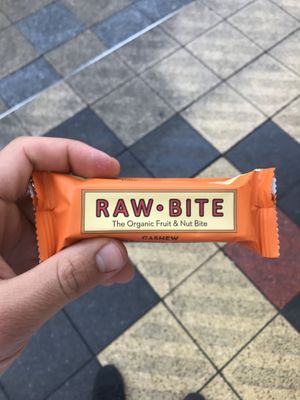 RAW • BITE
The Organic Fruit & Nut Bite
CASHEW